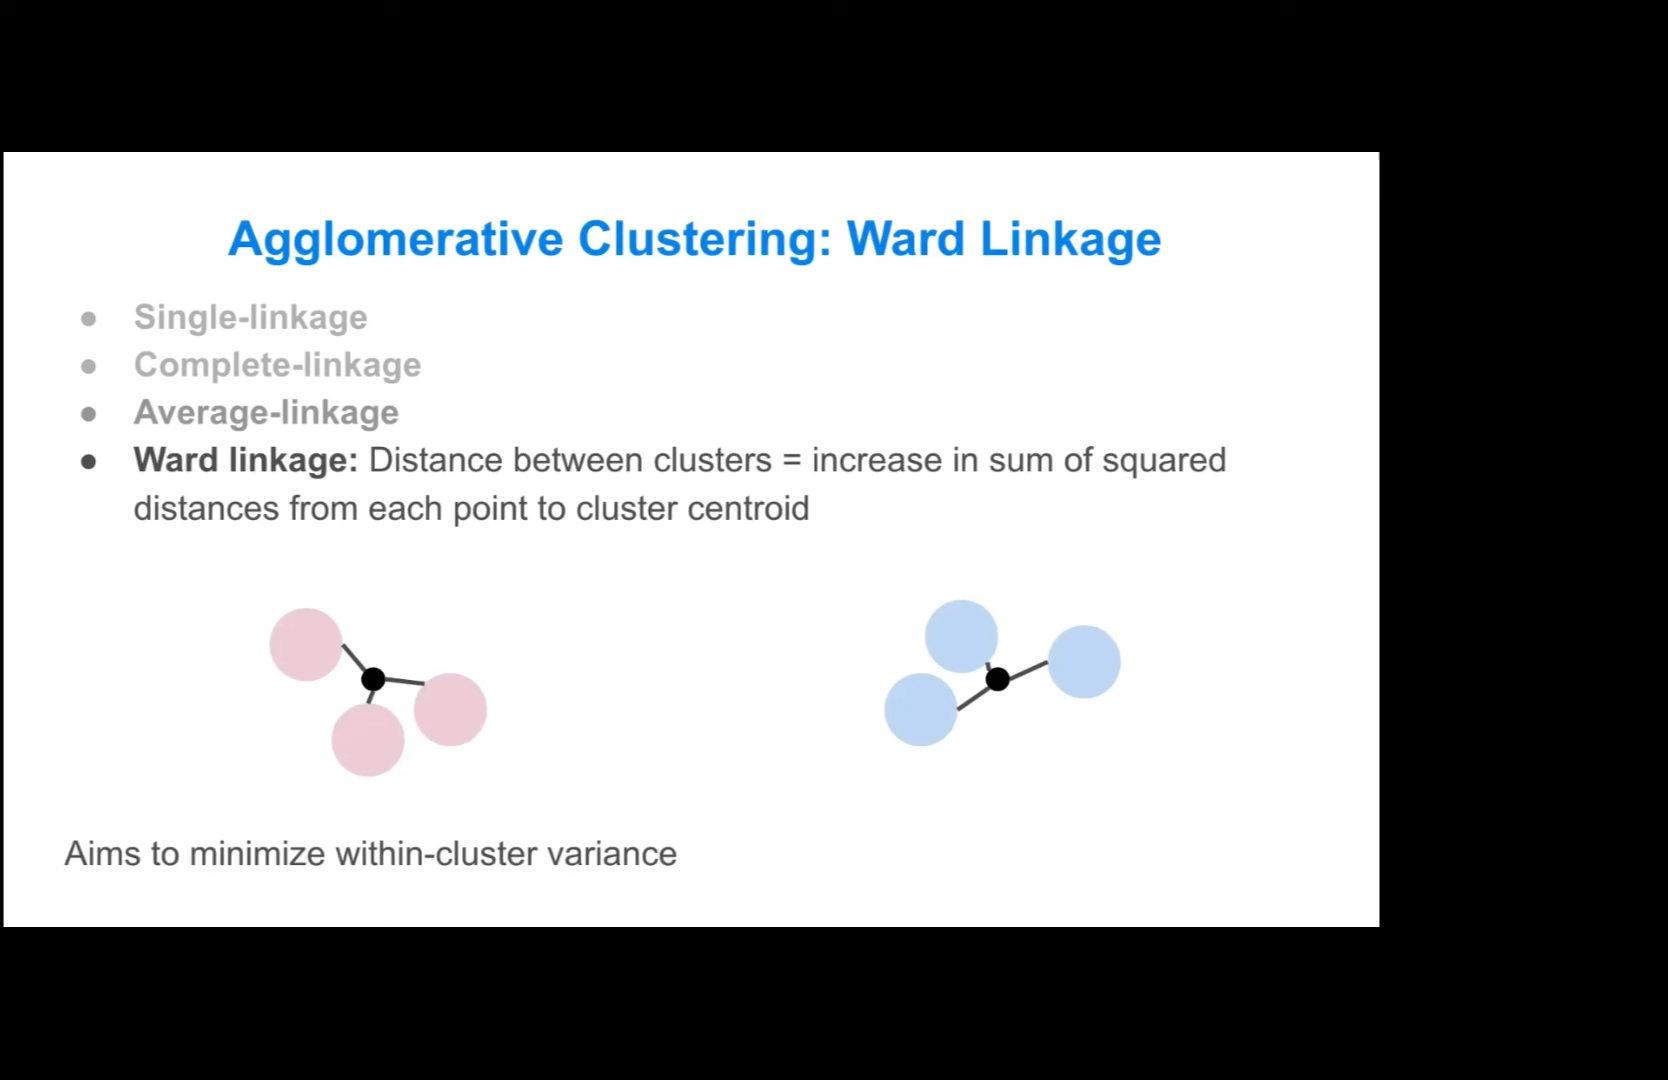 Agglomerative Clustering: Ward Linkage
● Single-linkage
● Complete-linkage
● Average-linkage
● Ward linkage: Distance between clusters = increase in sum of squared
distances from each point to cluster centroid
Aims to minimize within-cluster variance